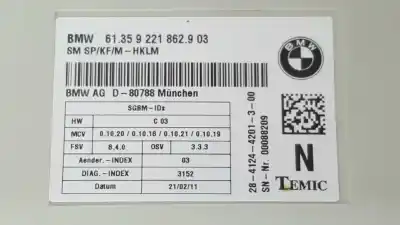 BMW 61.35 9 221 862.9 03
SM SP/KF/M-HKLM
BMW AG D-80788 München
SGBM-IDs
HW C 03
MCV 0.10.20 / 0.10.18 / 0.10.21 / 0.10.19
FSV 8.4.0 OSV 3.3.3
Aender.-INDEX 03
DIAG.-INDEX 3152
Datum 21/02/11
28-4124-4201-3-00
SN-Nr. 00088209
BMW
N
TEMIC